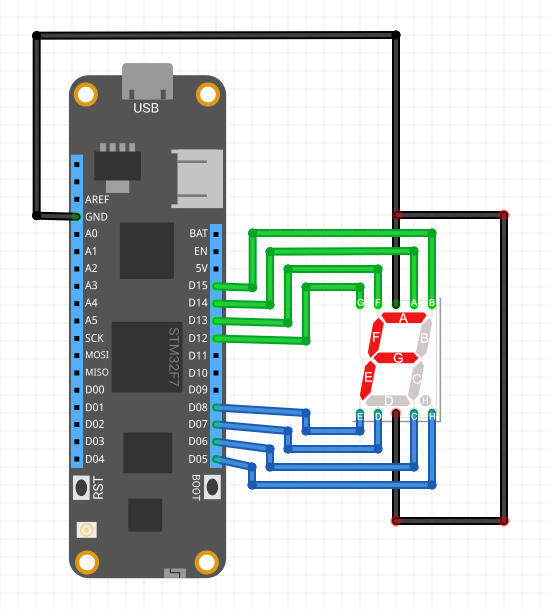 USB
AREF
GND
A0 BAT
A1 EN
A2 5V
A3 D15
A4 D14
A5 D13
SCK D12
MOSI D11
MISO D10
D00 D09
D01 D08
D02 D07
D03 D06
D04 D05
STM32F7
RST
BOOT
G F A B
A
F B
G
E C
D H
E D C H